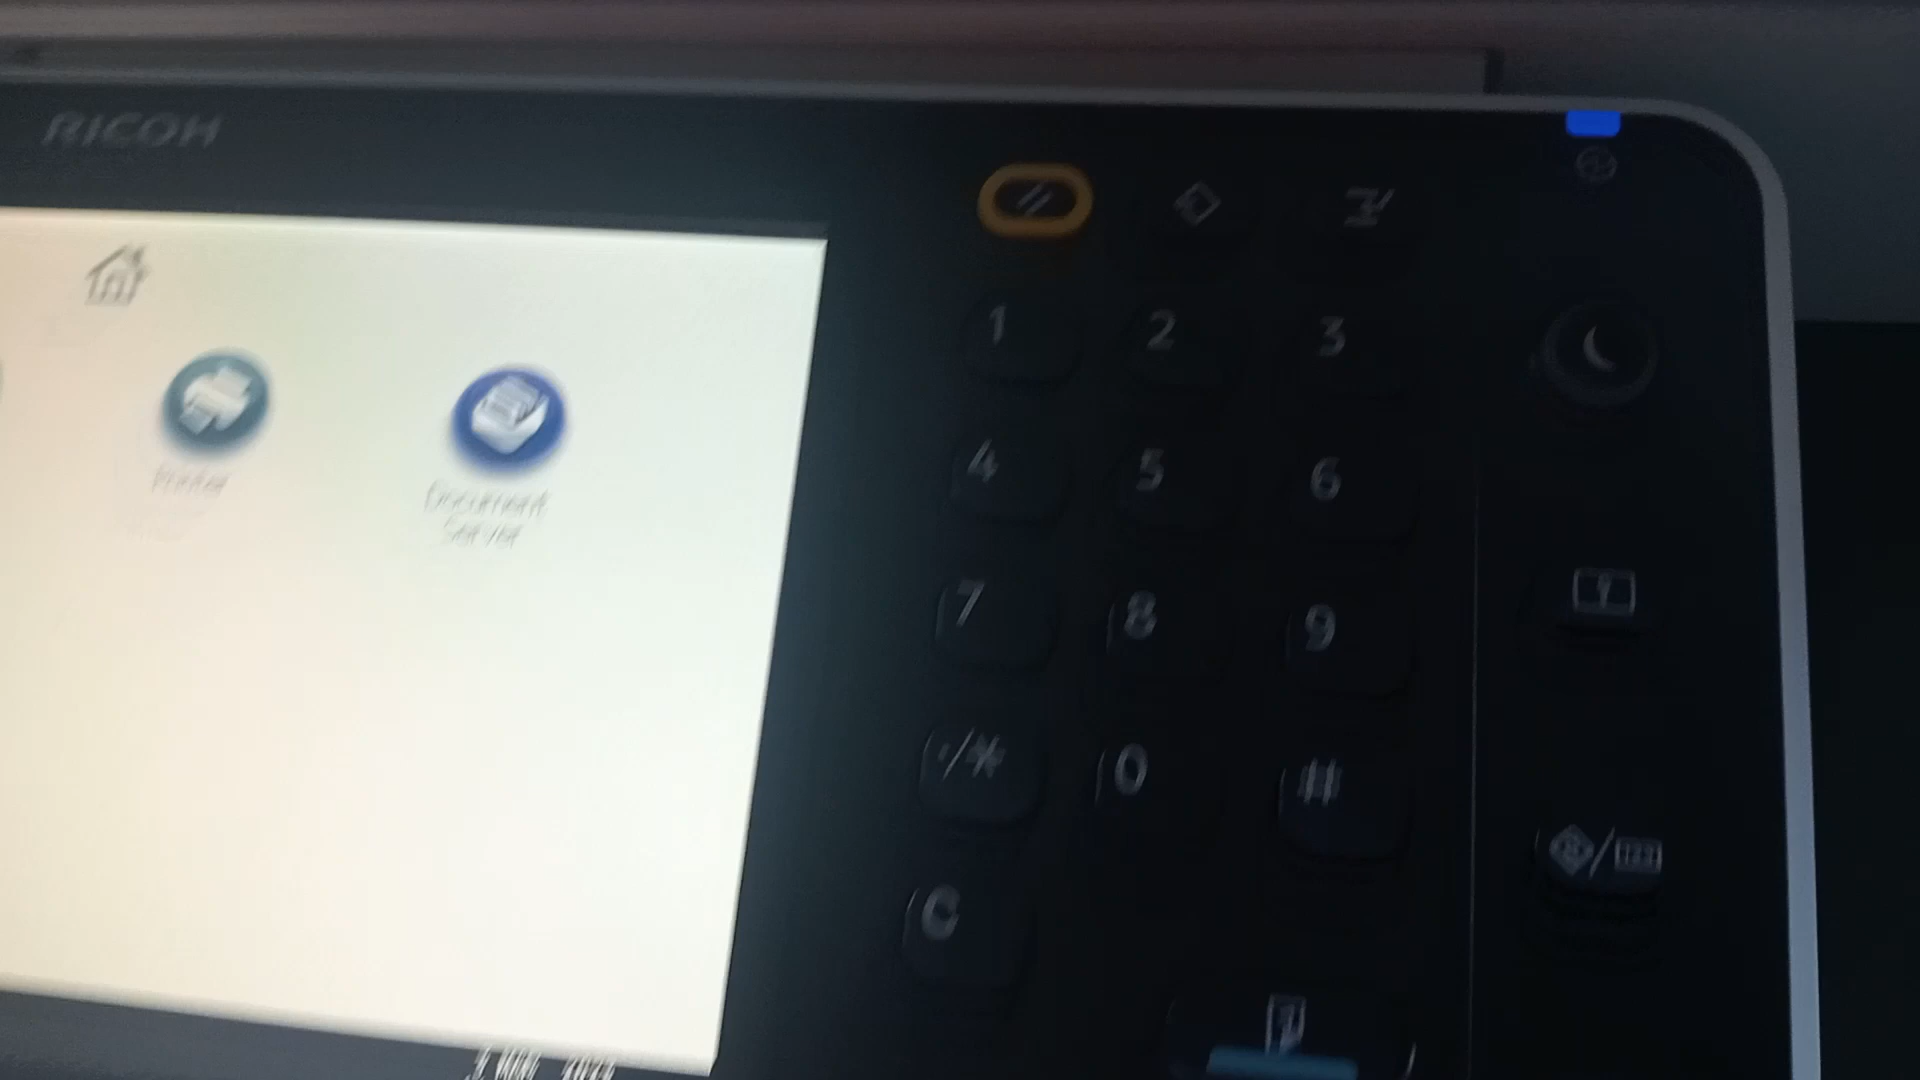 RICOH
Printer
Document
Server
1 2 3
4 5 6
7 8 9
./* 0 #
C